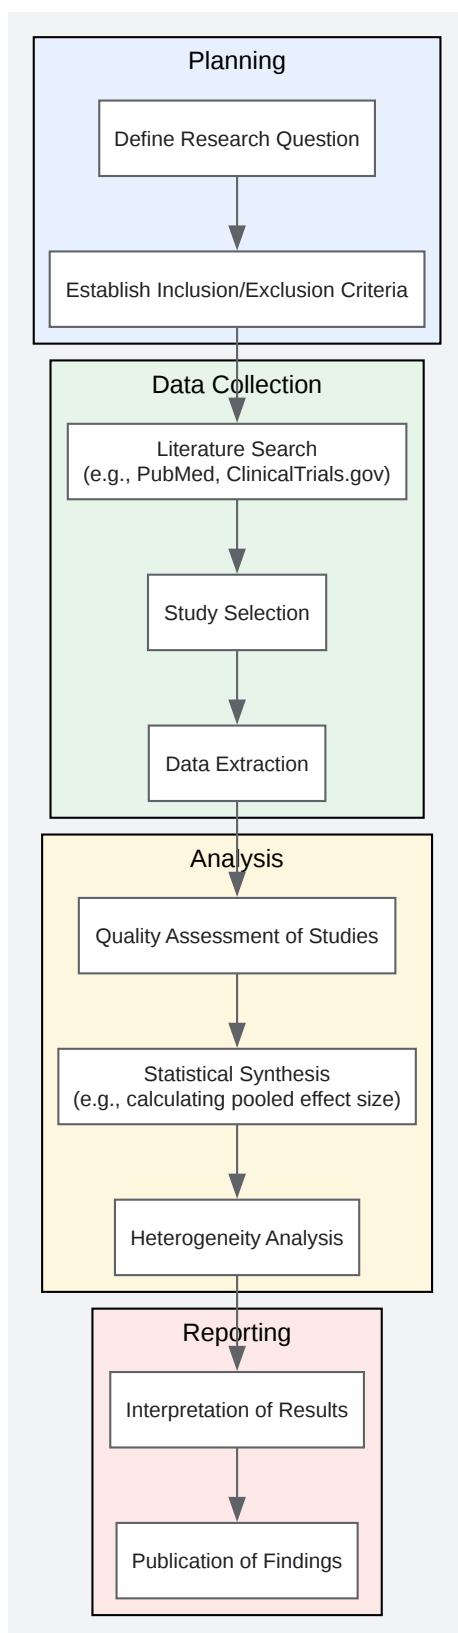 Planning
Define Research Question
Establish Inclusion/Exclusion Criteria
Data Collection
Literature Search
(e.g., PubMed, ClinicalTrials.gov)
Study Selection
Data Extraction
Analysis
Quality Assessment of Studies
Statistical Synthesis
(e.g., calculating pooled effect size)
Heterogeneity Analysis
Reporting
Interpretation of Results
Publication of Findings